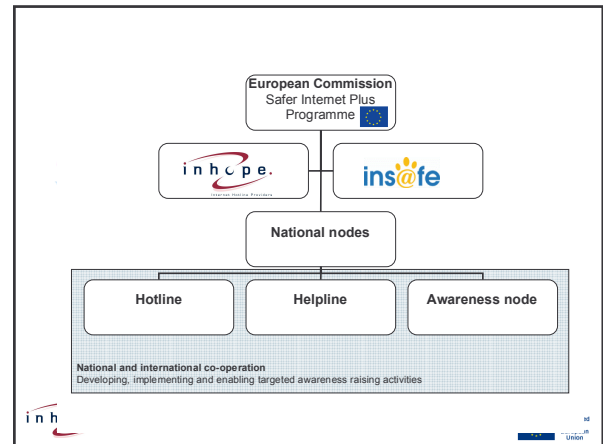 European Commission
Safer Internet Plus
Programme
inhope.
Internet Hotline Providers
ins@fe
National nodes
Hotline
Helpline
Awareness node
National and international co-operation
Developing, implementing and enabling targeted awareness raising activities
inh
Union